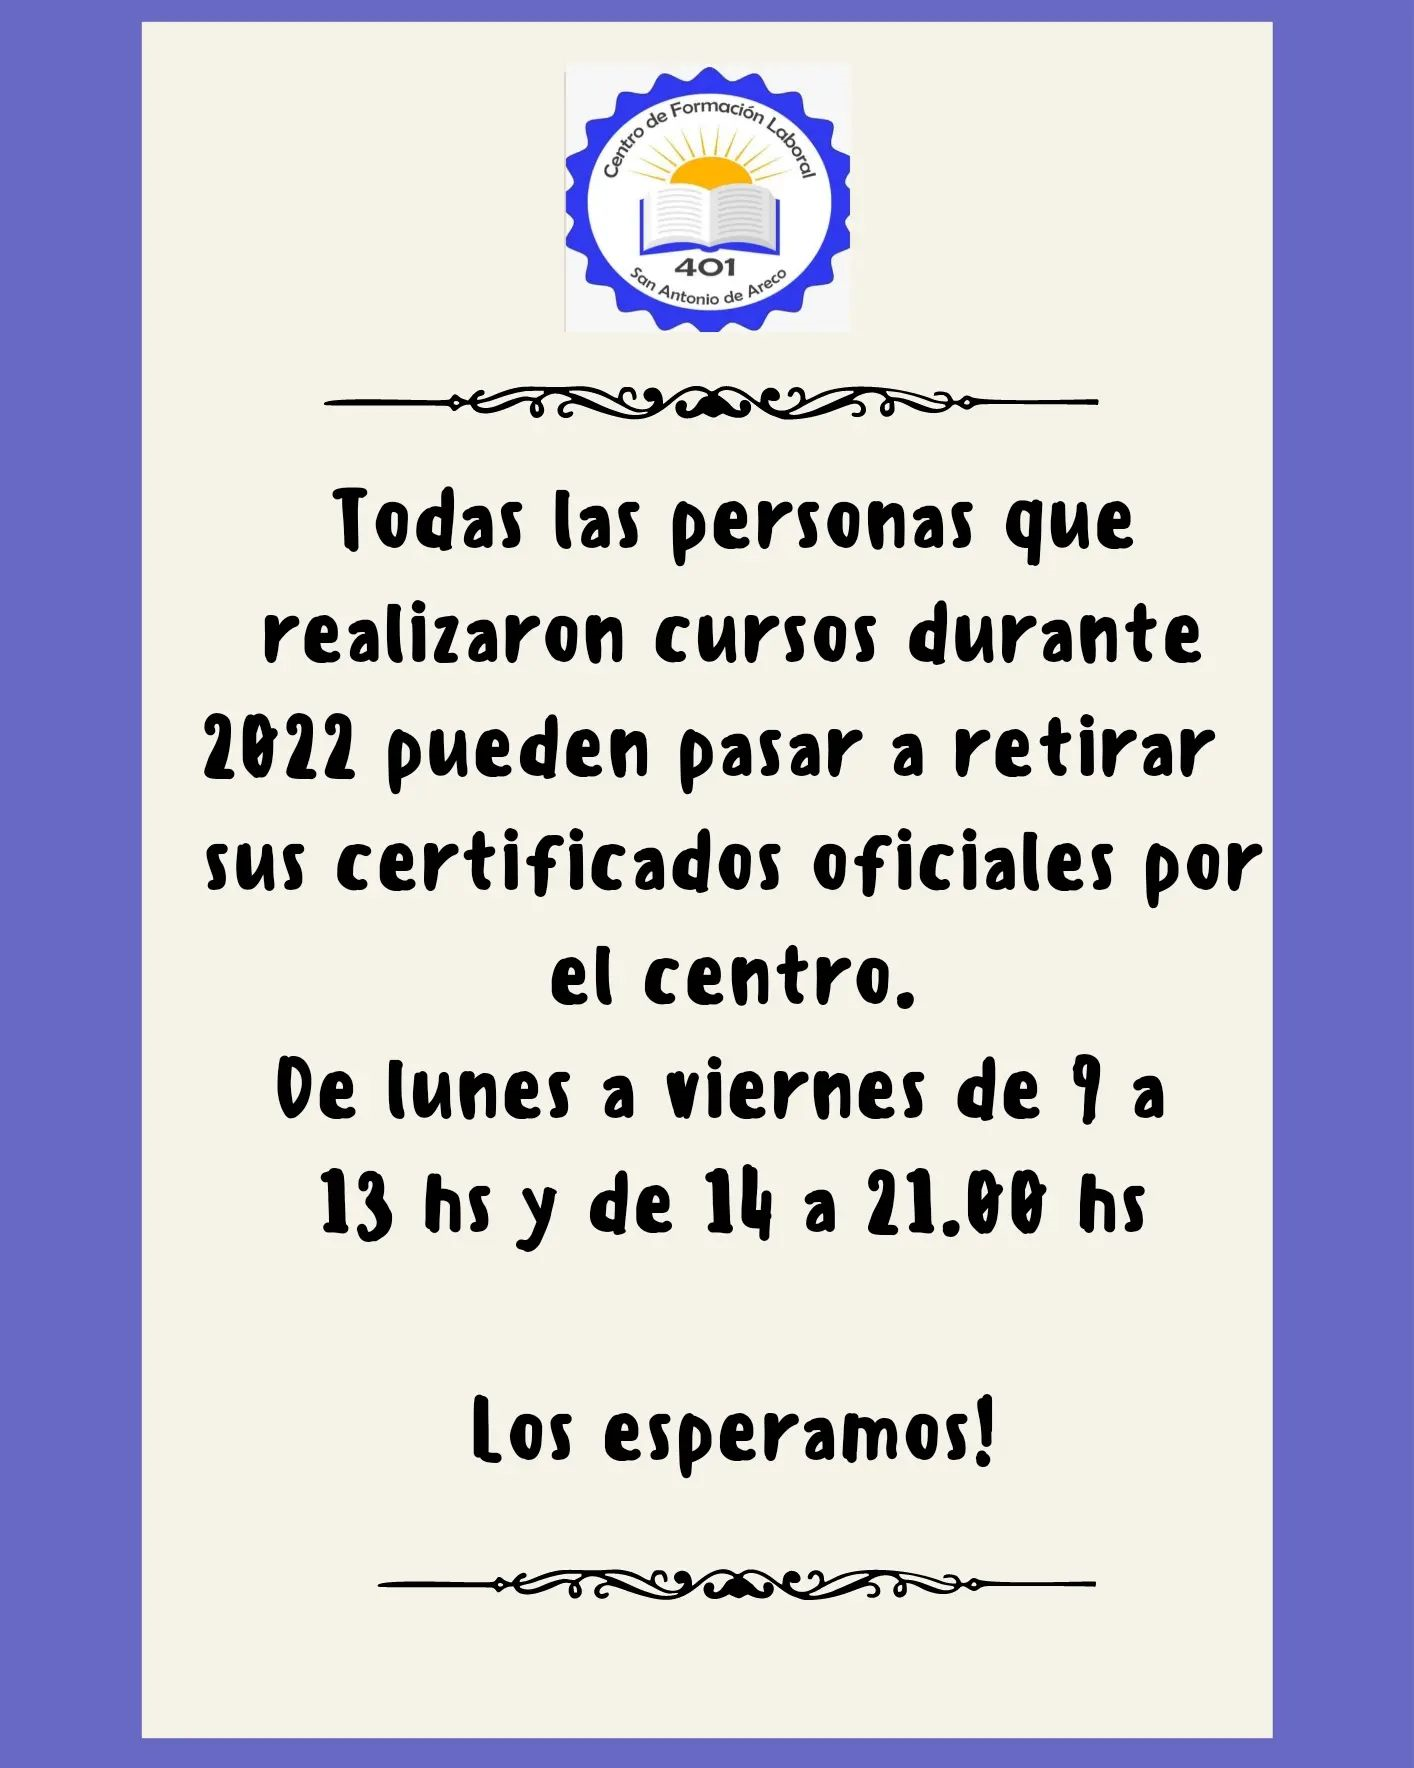 Centro de Formación Laboral
401
San Antonio de Areco
Todas las personas que
realizaron cursos durante
2022 pueden pasar a retirar
sus certificados oficiales por
el centro.
De lunes a viernes de 9 a
13 hs y de 14 a 21.00 hs
Los esperamos!